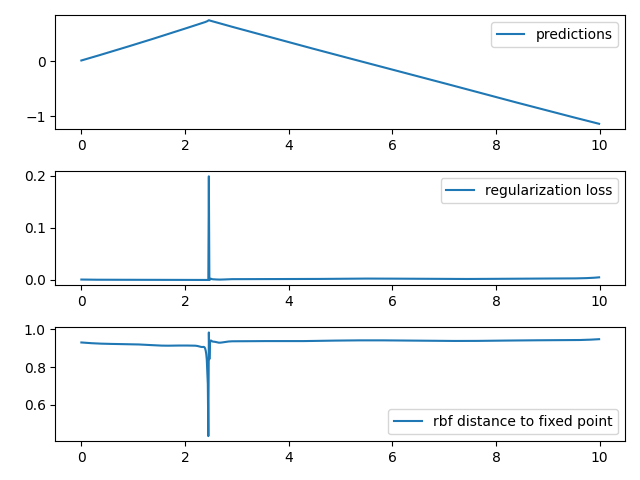 predictions
0
−1
0 2 4 6 8 10
regularization loss
0.2
0.1
0.0
0 2 4 6 8 10
1.0
0.8
0.6
rbf distance to fixed point
0 2 4 6 8 10